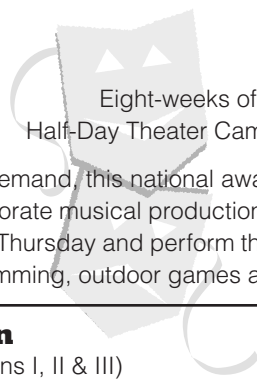 Eight-weeks of
Half-Day Theater Cam
emand, this national awa
orate musical production
Thursday and perform th
mming, outdoor games a
n
ns I, II & III)